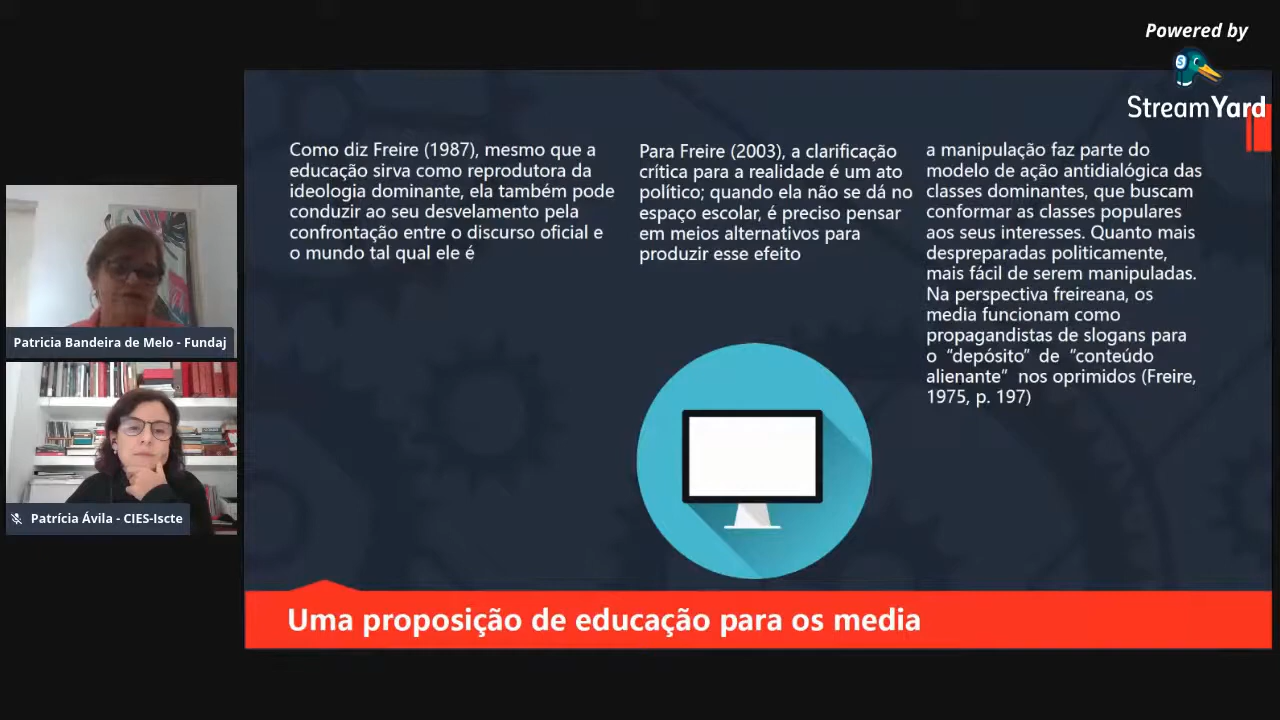 Powered by
StreamYard
Como diz Freire (1987), mesmo que a
educação sirva como reprodutora da
ideologia dominante, ela também pode
conduzir ao seu desvelamento pela
confrontação entre o discurso oficial e
o mundo tal qual ele é
Para Freire (2003), a clarificação
crítica para a realidade é um ato
político; quando ela não se dá no
espaço escolar, é preciso pensar
em meios alternativos para
produzir esse efeito
a manipulação faz parte do
modelo de ação antidialógica das
classes dominantes, que buscam
conformar as classes populares
aos seus interesses. Quanto mais
despreparadas politicamente,
mais fácil de serem manipuladas.
Na perspectiva freireana, os
media funcionam como
propagandistas de slogans para
o “depósito” de “conteúdo
alienante” nos oprimidos (Freire,
1975, p. 197)
Patricia Bandeira de Melo - Fundaj
Patrícia Ávila - CIES-Iscte
Uma proposição de educação para os media